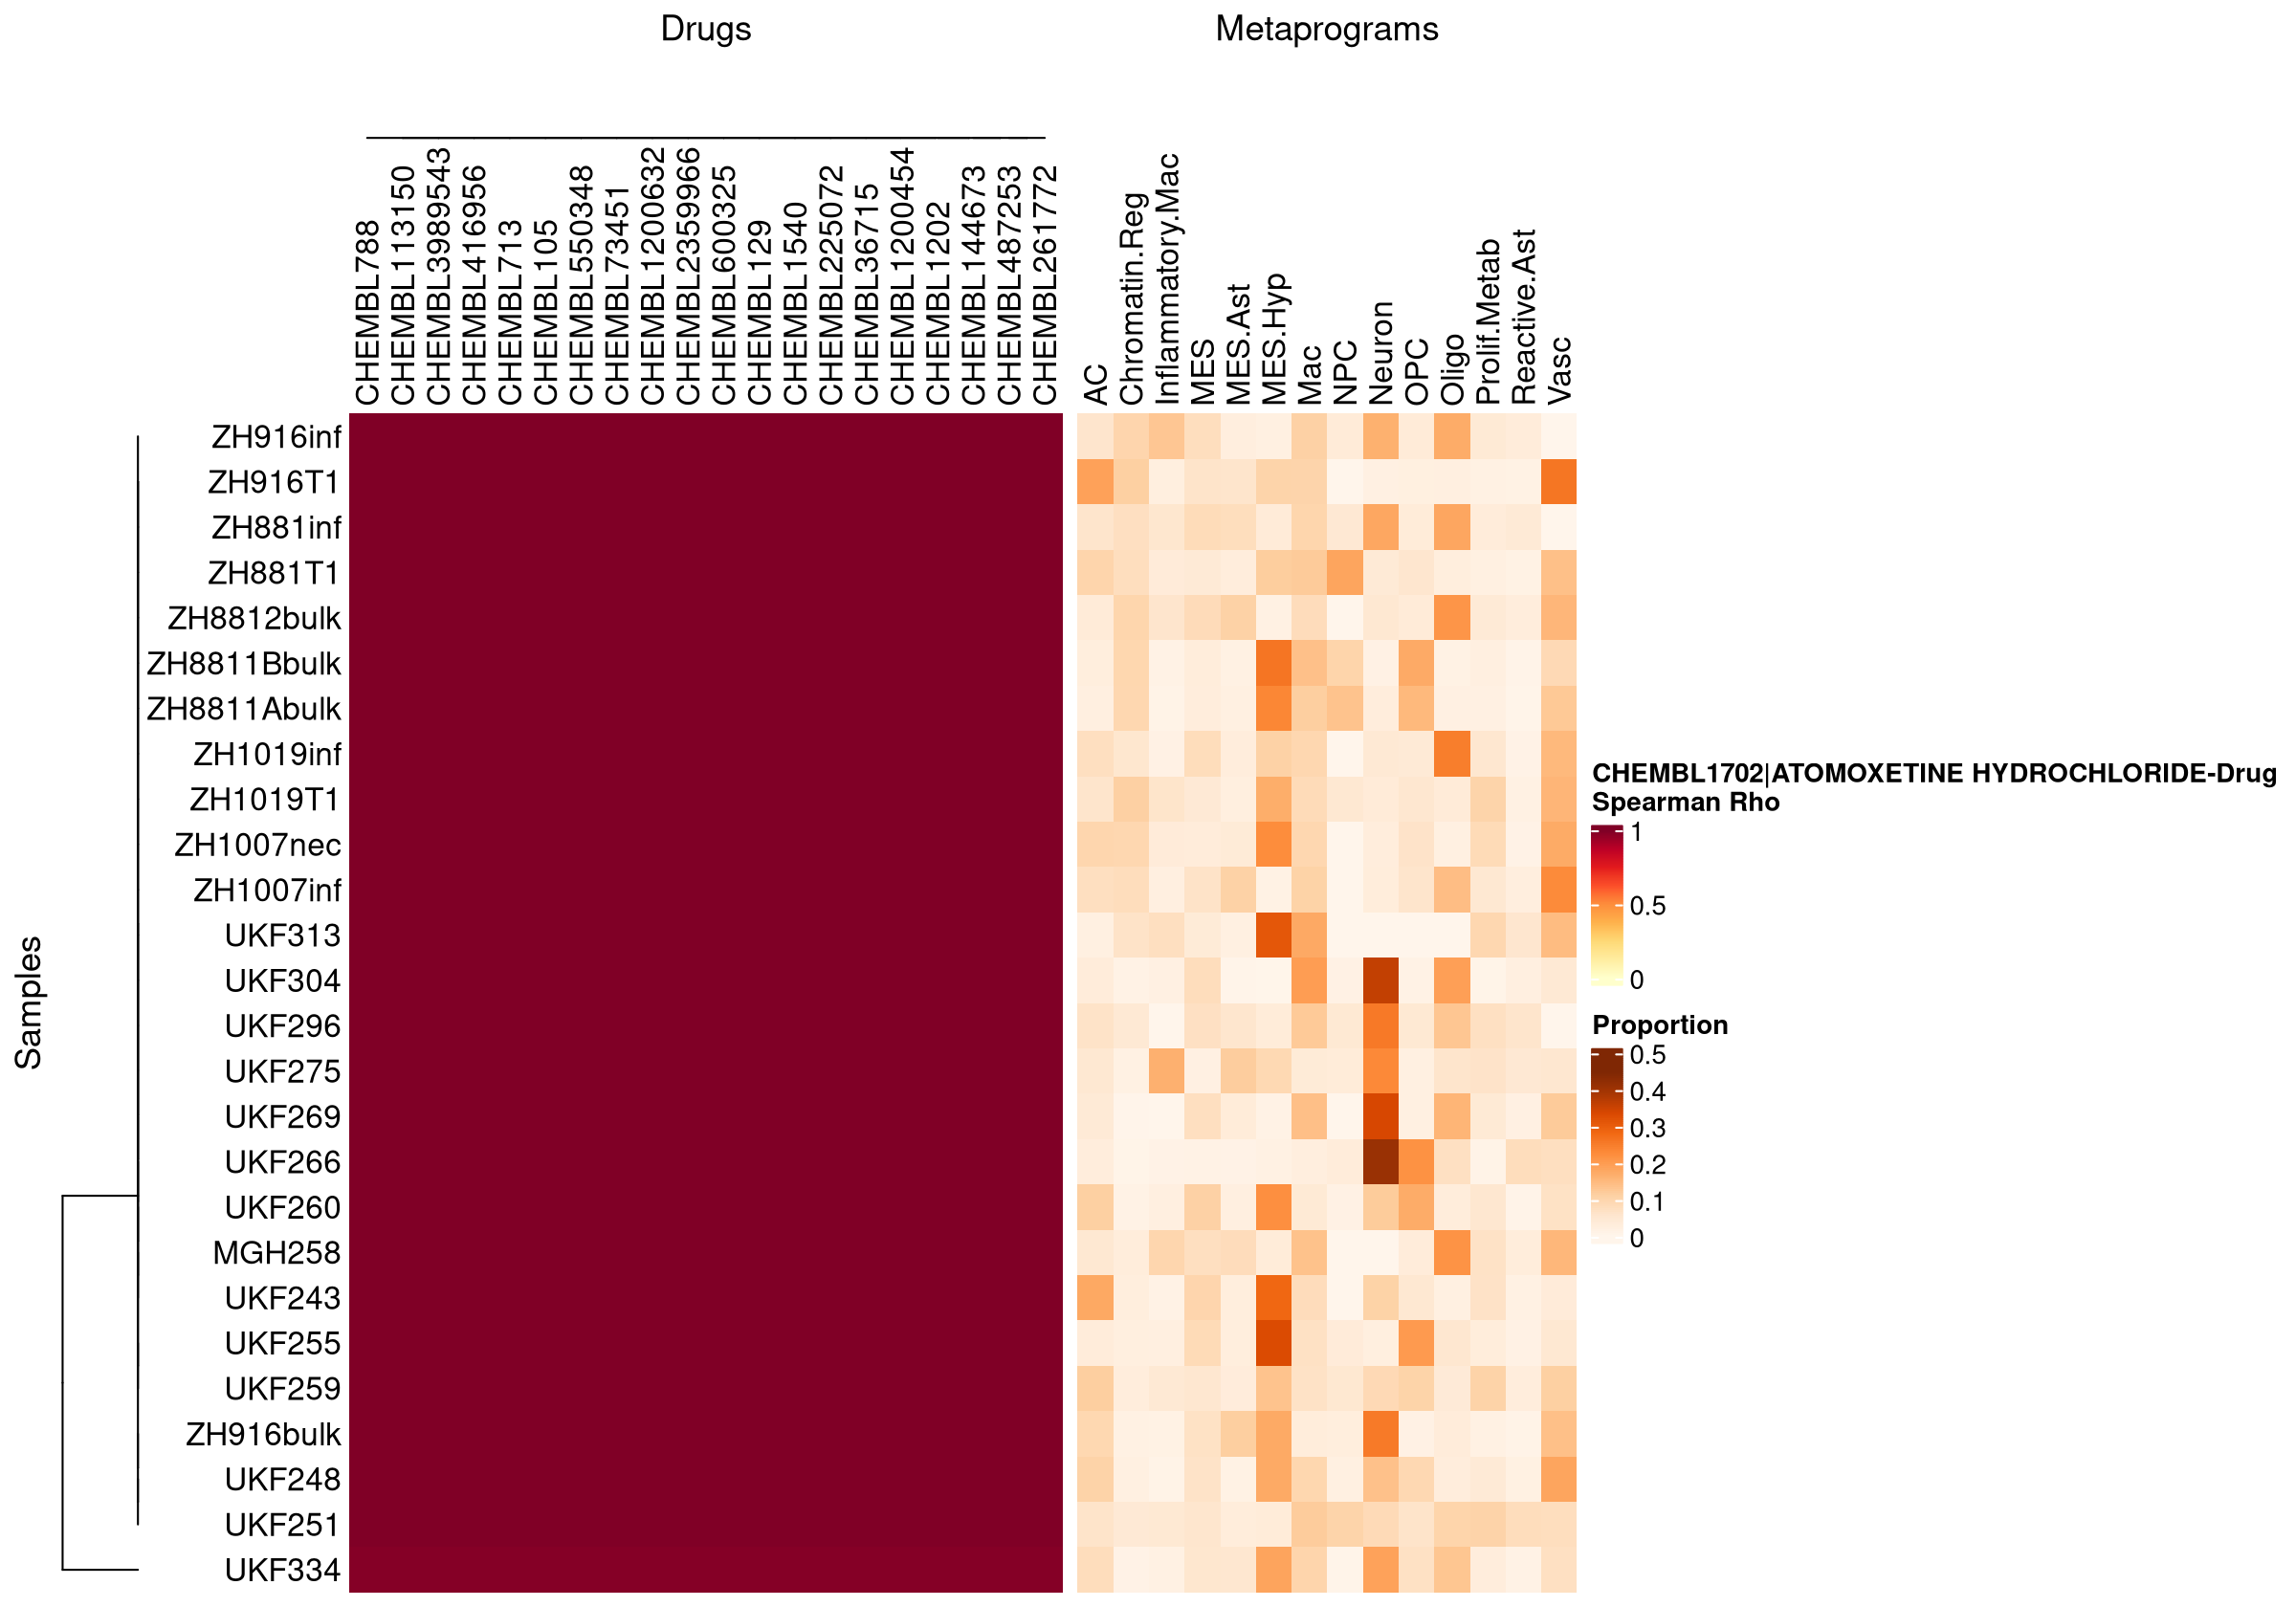 Drugs
Metaprograms
CHEMBL788
CHEMBL113150
CHEMBL3989543
CHEMBL416956
CHEMBL713
CHEMBL105
CHEMBL550348
CHEMBL73451
CHEMBL1200632
CHEMBL2359966
CHEMBL600325
CHEMBL129
CHEMBL1540
CHEMBL225072
CHEMBL36715
CHEMBL1200454
CHEMBL1202
CHEMBL144673
CHEMBL487253
CHEMBL261772
AC
Chromatin.Reg
Inflammatory.Mac
MES
MES.Ast
MES.Hyp
Mac
NPC
Neuron
OPC
Oligo
Prolif.Metab
Reactive.Ast
Vasc
Samples
ZH916inf
ZH916T1
ZH881inf
ZH881T1
ZH8812bulk
ZH8811Bbulk
ZH8811Abulk
ZH1019inf
ZH1019T1
ZH1007nec
ZH1007inf
UKF313
UKF304
UKF296
UKF275
UKF269
UKF266
UKF260
MGH258
UKF243
UKF255
UKF259
ZH916bulk
UKF248
UKF251
UKF334
CHEMBL1702|ATOMOXETINE HYDROCHLORIDE-Drug
Spearman Rho
1
0.5
0
Proportion
0.5
0.4
0.3
0.2
0.1
0